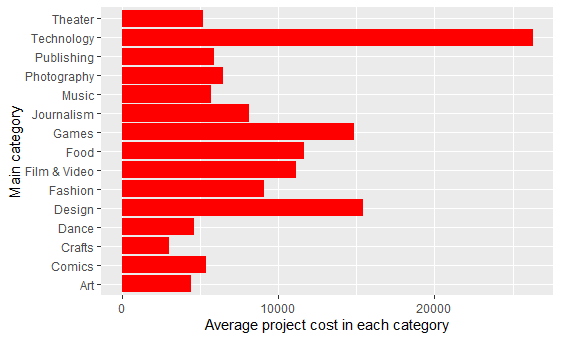 Theater
Technology
Publishing
Photography
Music
Journalism
Games
Food
Film & Video
Fashion
Design
Dance
Crafts
Comics
Art
Main category
0 10000 20000
Average project cost in each category